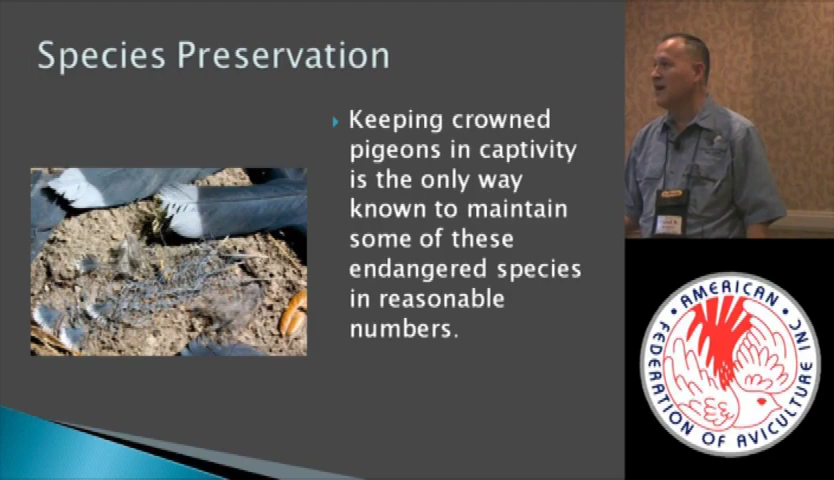 Species Preservation
Keeping crowned
pigeons in captivity
is the only way
known to maintain
some of these
endangered species
in reasonable
numbers.
AMERICAN
FEDERATION OF AVICULTURE INC